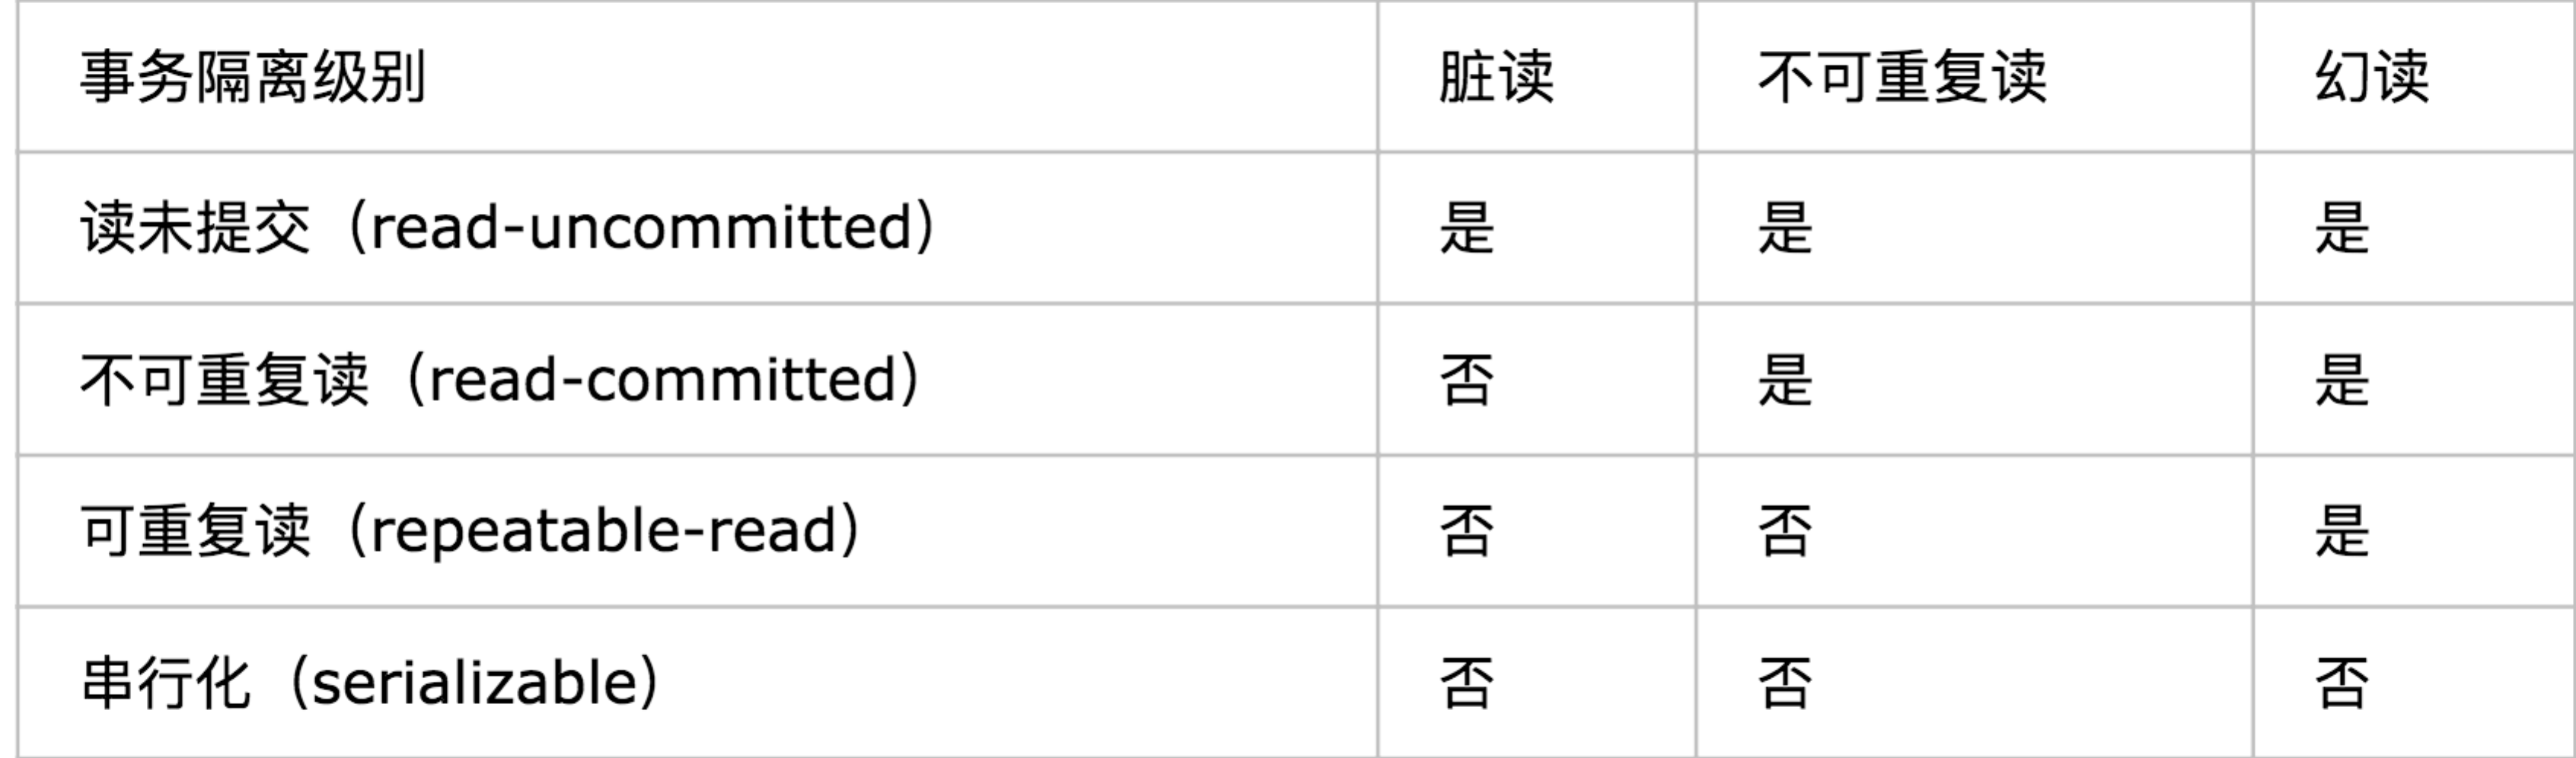 事务隔离级别 脏读 不可重复读 幻读
读未提交（read-uncommitted） 是 是 是
不可重复读（read-committed） 否 是 是
可重复读（repeatable-read） 否 否 是
串行化（serializable） 否 否 否